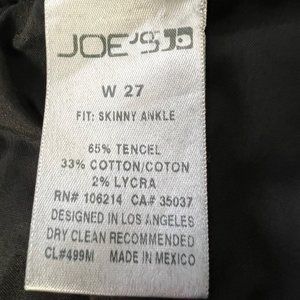 JOE'S
W 27
FIT: SKINNY ANKLE
65% TENCEL
33% COTTON/COTON
2% LYCRA
RN# 106214 CA# 35037
DESIGNED IN LOS ANGELES
DRY CLEAN RECOMMENDED
CL#499M MADE IN MEXICO